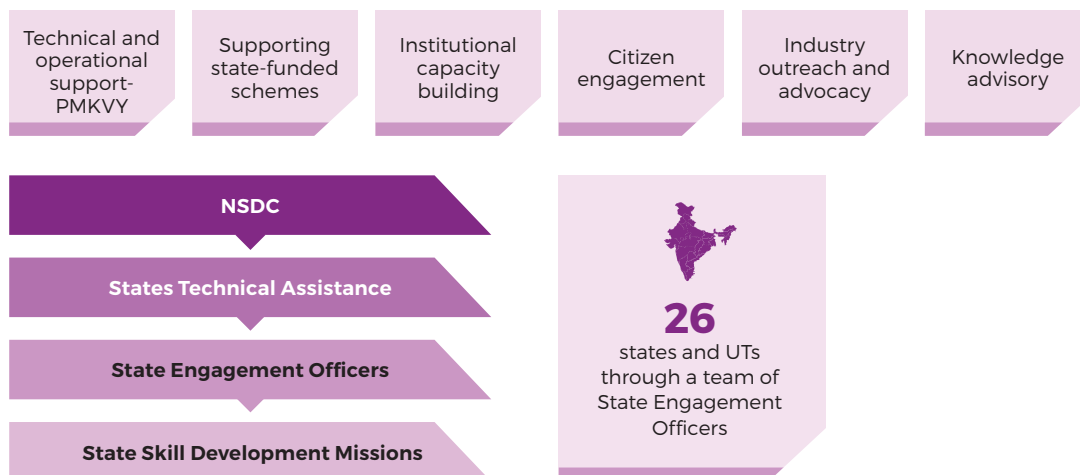 Technical and
operational
support-
PMKVY
Supporting
state-funded
schemes
Institutional
capacity
building
Citizen
engagement
Industry
outreach and
advocacy
Knowledge
advisory
NSDC
States Technical Assistance
State Engagement Officers
State Skill Development Missions
26
states and UTs
through a team of
State Engagement
Officers